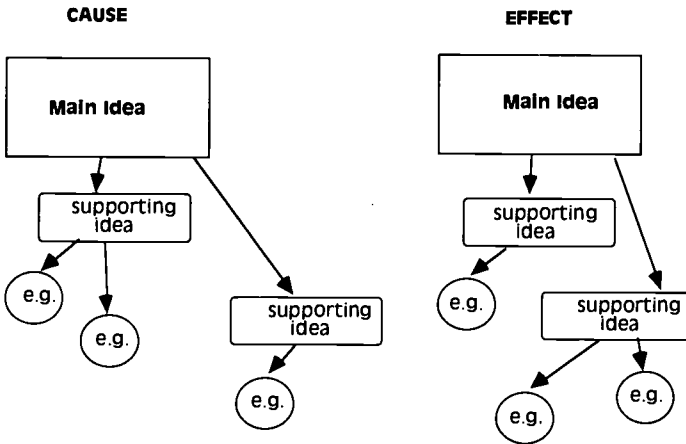 CAUSE
Main Idea
supporting
idea
e.g.
e.g.
supporting
idea
e.g.
EFFECT
Main Idea
supporting
idea
e.g.
supporting
idea
e.g.
e.g.